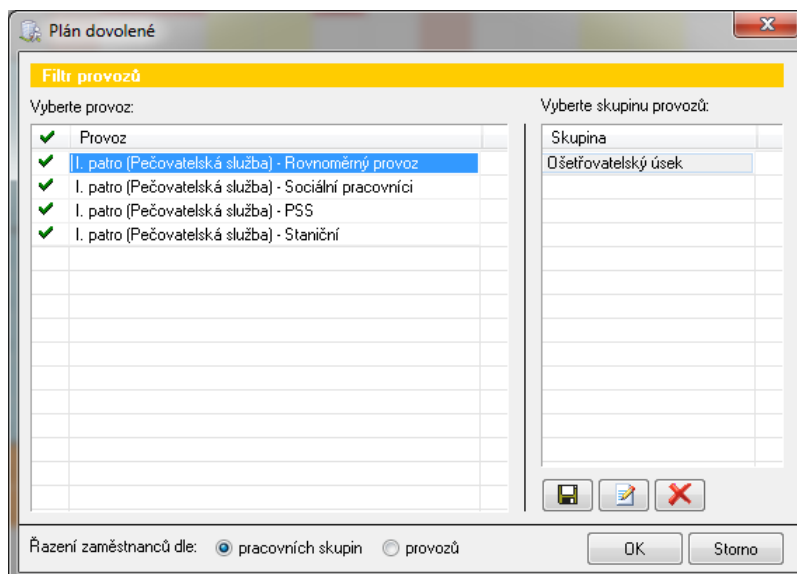 Plán dovolené
Filtr provozů
Vyberte provoz:
Provoz
I. patro (Pečovatelská služba) - Rovnoměrný provoz
I. patro (Pečovatelská služba) - Sociální pracovníci
I. patro (Pečovatelská služba) - PSS
I. patro (Pečovatelská služba) - Staniční
Vyberte skupinu provozů:
Skupina
Ošetřovatelský úsek
Řazení zaměstnanců dle: pracovních skupin provozů
OK Storno